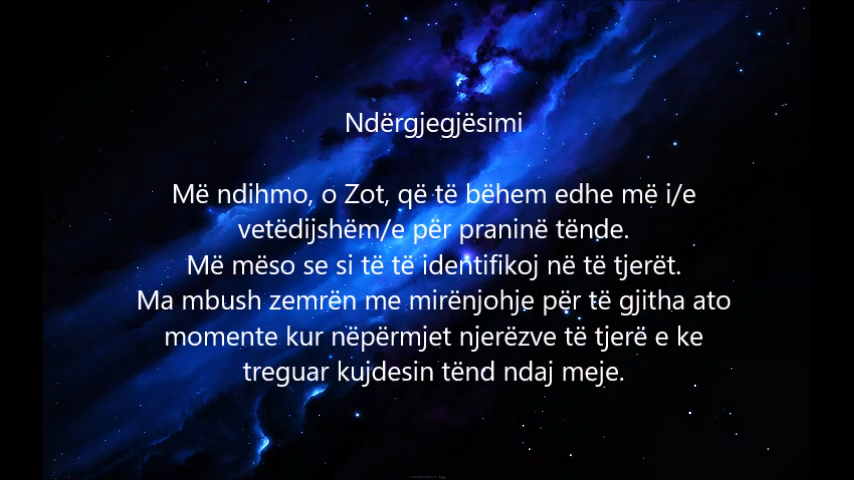 Ndërgjegjësimi
Më ndihmo, o Zot, që të bëhem edhe më i/e
vetëdijshëm/e për praninë tënde.
Më mëso se si të të identifikoj në të tjerët.
Ma mbush zemrën me mirënjohje për të gjitha ato
momente kur nëpërmjet njerëzve të tjerë e ke
treguar kujdesin tënd ndaj meje.